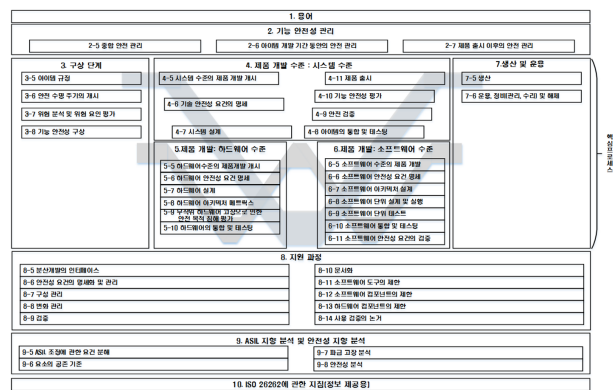 1. 용어
2. 기능 안전성 관리
2-5 종합 안전 관리
2-6 아이템 개발 기간 동안의 안전 관리
2-7 제품 출시 이후의 안전 관리
3. 구상 단계
3-5 아이템 규정
3-6 안전 수명 주기의 개시
3-7 위험 분석 및 위험 요인 평가
3-8 기능 안전성 구상
4. 제품 개발 수준 : 시스템 수준
4-5 시스템 수준의 제품 개발 개시
4-11 제품 출시
4-10 기능 안전성 평가
4-6 기술 안전성 요건의 명세
4-9 안전 검증
4-7 시스템 설계
4-8 아이템의 통합 및 테스팅
7.생산 및 운용
7-5 생산
7-6 운용, 정비(관리, 수리) 및 해체
5.제품 개발: 하드웨어 수준
5-5 하드웨어수준의 제품개발 개시
5-6 하드웨어 안전성 요건 명세
5-7 하드웨어 설계
5-8 하드웨어 아키텍처 메트릭스
5-9 무작위 하드웨어 고장으로 인한
안전 목적 침해 평가
5-10 하드웨어의 통합 및 테스팅
6.제품 개발: 소프트웨어 수준
6-5 소프트웨어 수준의 제품 개발
6-6 소프트웨어 안전성 요건 명세
6-7 소프트웨어 아키텍처 설계
6-8 소프트웨어 단위 설계 및 실행
6-9 소프트웨어 단위 테스트
6-10 소프트웨어 통합 및 테스팅
6-11 소프트웨어 안전성 요건의 검증
핵심프로세스
8. 지원 과정
8-5 분산개발의 인터페이스
8-6 안전성 요건의 명세화 및 관리
8-7 구성 관리
8-8 변화 관리
8-9 검증
8-10 문서화
8-11 소프트웨어 도구의 제한
8-12 소프트웨어 컴포넌트의 제한
8-13 하드웨어 컴포넌트의 제한
8-14 사용 검증의 논거
9. ASIL 지향 분석 및 안전성 지향 분석
9-5 ASIL 조정에 관한 요건 분해
9-6 요소의 공존 기준
9-7 파급 고장 분석
9-8 안전성 분석
10. ISO 26262에 관한 지침(정보 제공용)